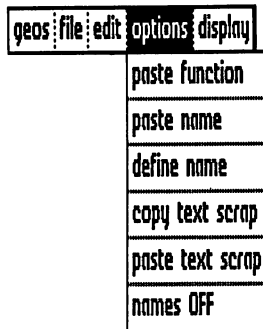 geos file edit options display
paste function
paste name
define name
copy text scrap
paste text scrap
names OFF